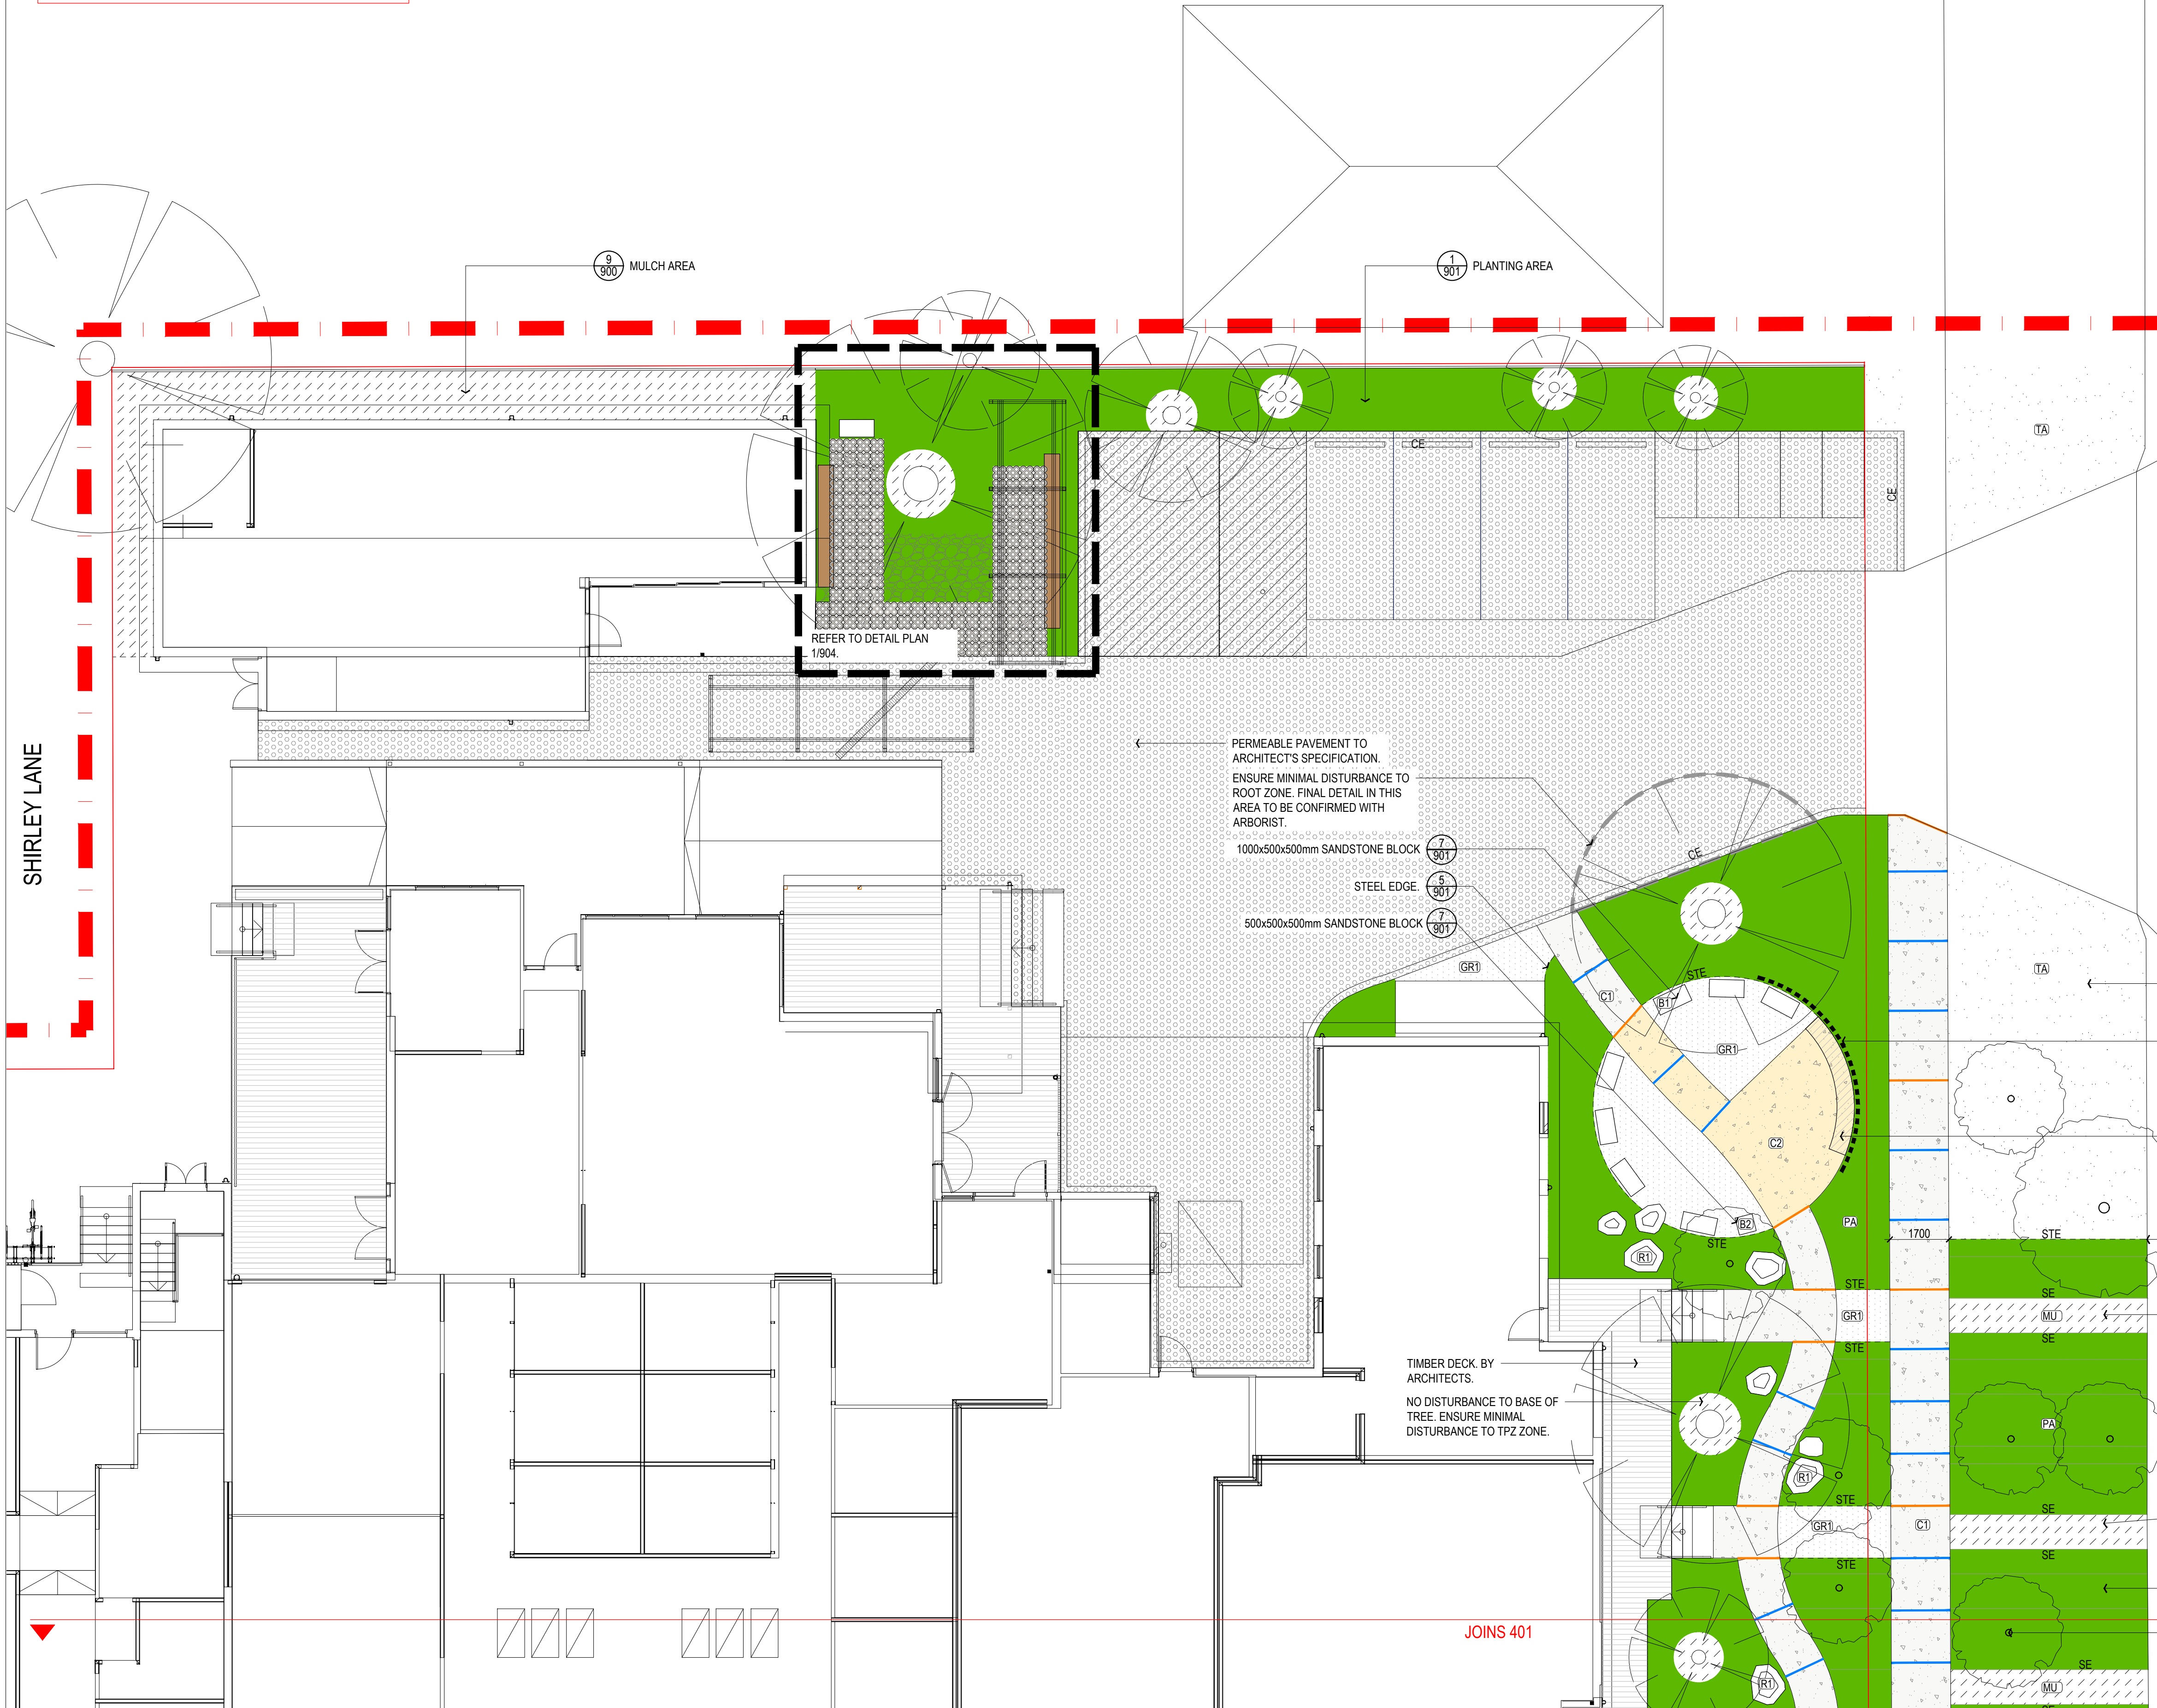 9
900
MULCH AREA
1
901
PLANTING AREA
CE
TA
CE
REFER TO DETAIL PLAN
1/904.
SHIRLEY LANE
PERMEABLE PAVEMENT TO
ARCHITECT'S SPECIFICATION.
ENSURE MINIMAL DISTURBANCE TO
ROOT ZONE. FINAL DETAIL IN THIS
AREA TO BE CONFIRMED WITH
ARBORIST.
1000x500x500mm SANDSTONE BLOCK
7
901
CE
STEEL EDGE.
5
901
500x500x500mm SANDSTONE BLOCK
7
901
GR1
STE
TA
C1
B1
GR1
C2
B2
PA
STE
R1
1700
STE
STE
SE
GR1
MU
STE
SE
TIMBER DECK. BY
ARCHITECTS.
NO DISTURBANCE TO BASE OF
TREE. ENSURE MINIMAL
DISTURBANCE TO TPZ ZONE.
PA
R1
STE
SE
GR1
C1
STE
SE
JOINS 401
SE
R1
MU
SE